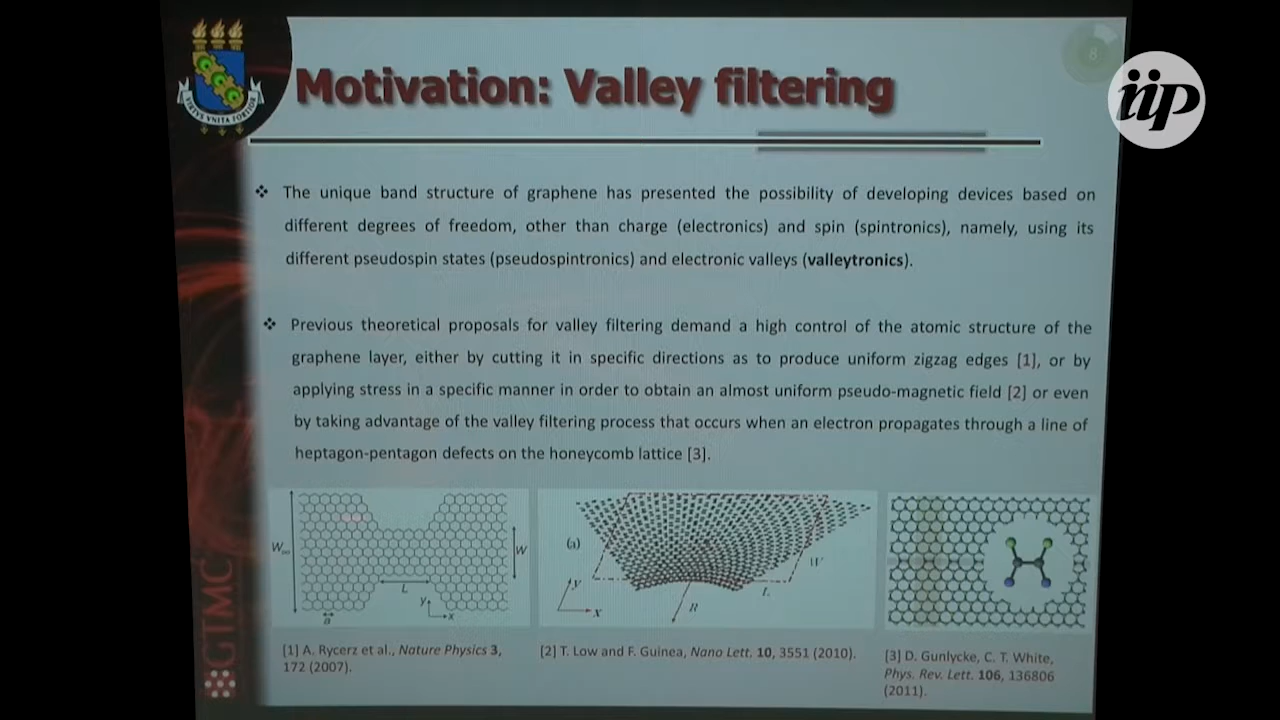 8
iip
Motivation: Valley filtering
VIRTVS VNITA FORTIOR
The unique band structure of graphene has presented the possibility of developing devices based on
different degrees of freedom, other than charge (electronics) and spin (spintronics), namely, using its
different pseudospin states (pseudospintronics) and electronic valleys (valleytronics).
Previous theoretical proposals for valley filtering demand a high control of the atomic structure of the
graphene layer, either by cutting it in specific directions as to produce uniform zigzag edges [1], or by
applying stress in a specific manner in order to obtain an almost uniform pseudo-magnetic field [2] or even
by taking advantage of the valley filtering process that occurs when an electron propagates through a line of
heptagon-pentagon defects on the honeycomb lattice [3].
W∞
W
L
y
x
a
(a)
y
x
R
L
W
GTMC
[1] A. Rycerz et al., Nature Physics 3,
172 (2007).
[2] T. Low and F. Guinea, Nano Lett. 10, 3551 (2010).
[3] D. Gunlycke, C. T. White,
Phys. Rev. Lett. 106, 136806
(2011).